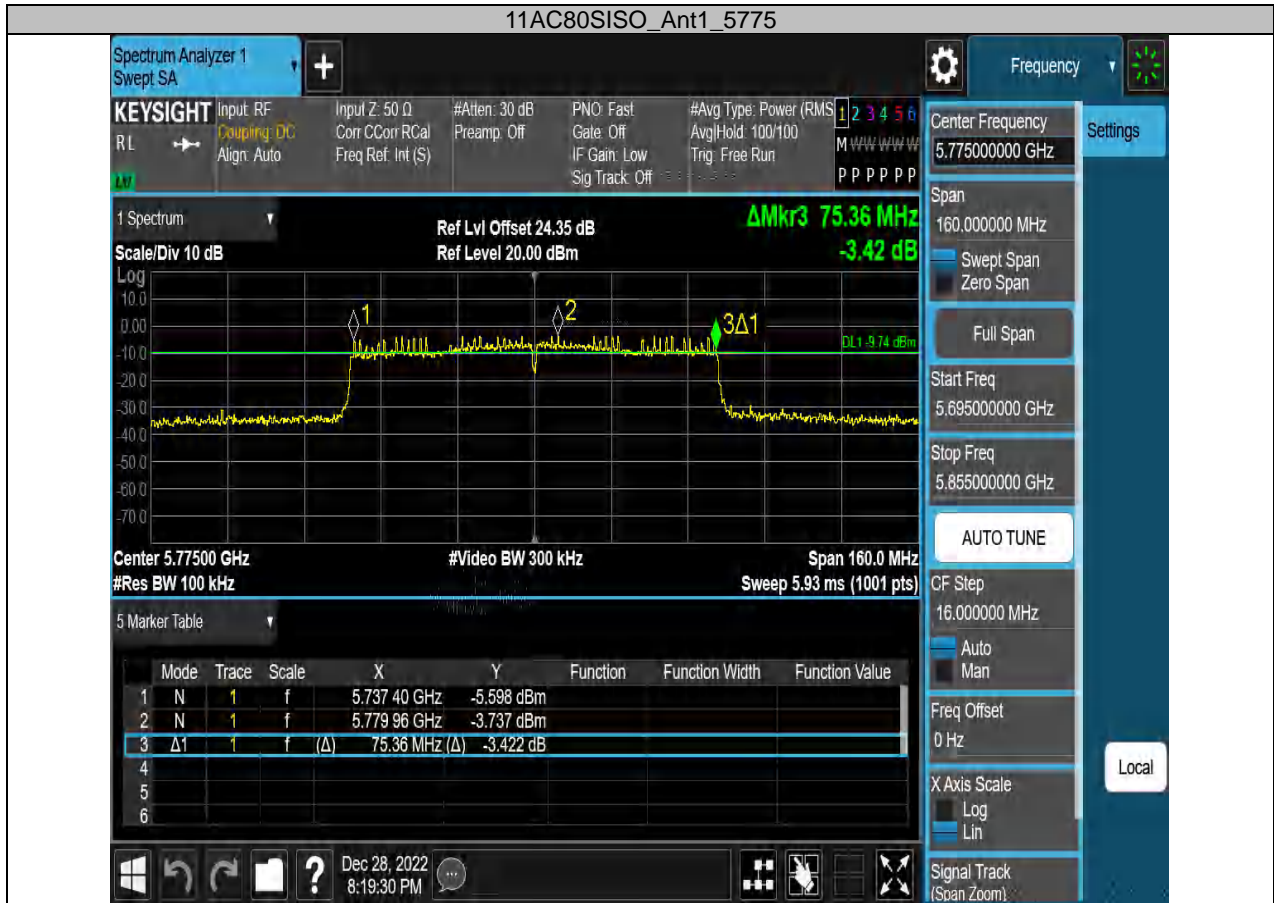 11AC80SISO_Ant1_5775
Spectrum Analyzer 1
Swept SA
+
Frequency
KEYSIGHT
RL
Input: RF
Coupling: DC
Align: Auto
Input Z: 50 Ω
Corr CCorr RCal
Freq Ref: Int (S)
#Atten: 30 dB
Preamp: Off
PNO: Fast
Gate: Off
IF Gain: Low
Sig Track: Off
#Avg Type: Power (RMS
Avg|Hold: 100/100
Trig: Free Run
1 2 3 4 5 6
M W W W W W
P P P P P P
1 Spectrum
Scale/Div 10 dB
Ref Lvl Offset 24.35 dB
Ref Level 20.00 dBm
ΔMkr3 75.36 MHz
-3.42 dB
Log
10.0
0.00
-10.0
-20.0
-30.0
-40.0
-50.0
-60.0
-70.0
1
2
3Δ1
DL1 -9.74 dBm
Center 5.77500 GHz
#Video BW 300 kHz
Span 160.0 MHz
#Res BW 100 kHz
Sweep 5.93 ms (1001 pts)
5 Marker Table
Mode Trace Scale X Y Function Function Width Function Value
1 N 1 f 5.737 40 GHz -5.598 dBm
2 N 1 f 5.779 96 GHz -3.737 dBm
3 Δ1 1 f (Δ) 75.36 MHz (Δ) -3.422 dB
4
5
6
?
Dec 28, 2022
8:19:30 PM
Center Frequency
5.775000000 GHz
Settings
Span
160.000000 MHz
Swept Span
Zero Span
Full Span
Start Freq
5.695000000 GHz
Stop Freq
5.855000000 GHz
AUTO TUNE
CF Step
16.000000 MHz
Auto
Man
Freq Offset
0 Hz
X Axis Scale
Log
Lin
Signal Track
(Span Zoom)
Local